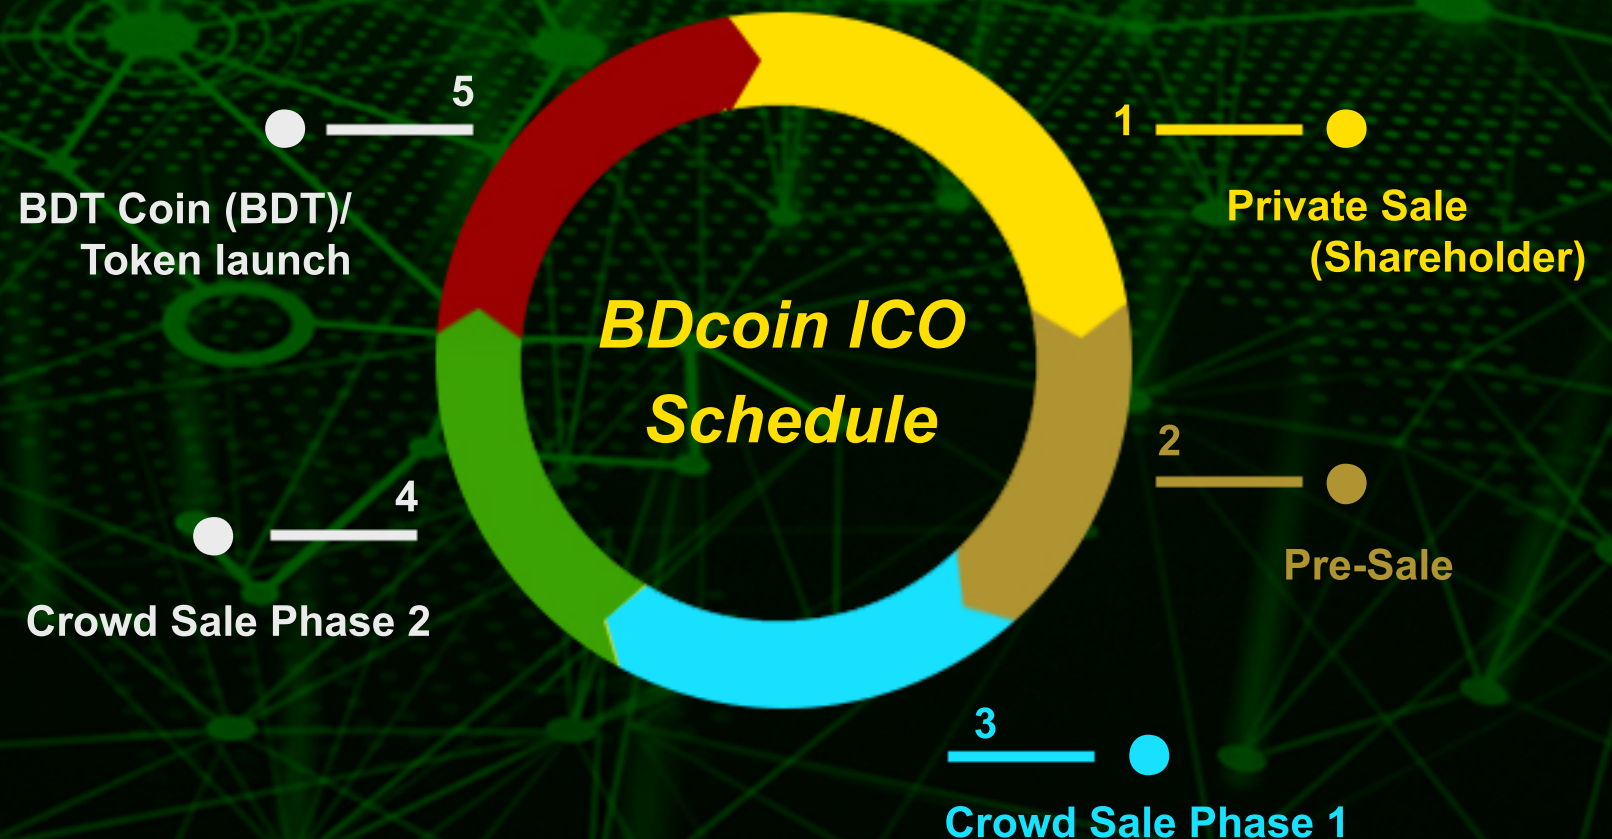 BDcoin ICO
Schedule
1
Private Sale
(Shareholder)
2
Pre-Sale
3
Crowd Sale Phase 1
4
Crowd Sale Phase 2
5
BDT Coin (BDT)/
Token launch